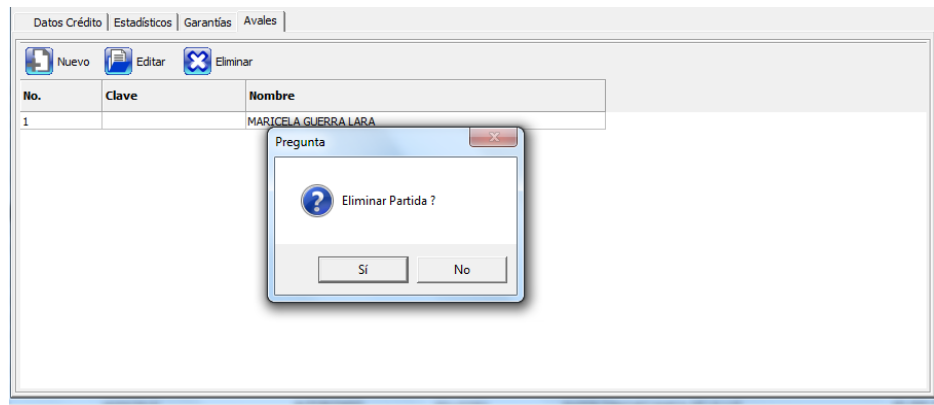 Datos Crédito Estadísticos Garantías Avales
Nuevo Editar Eliminar
No. Clave Nombre
1 MARICELA GUERRA LARA
Pregunta
Eliminar Partida ?
Sí No